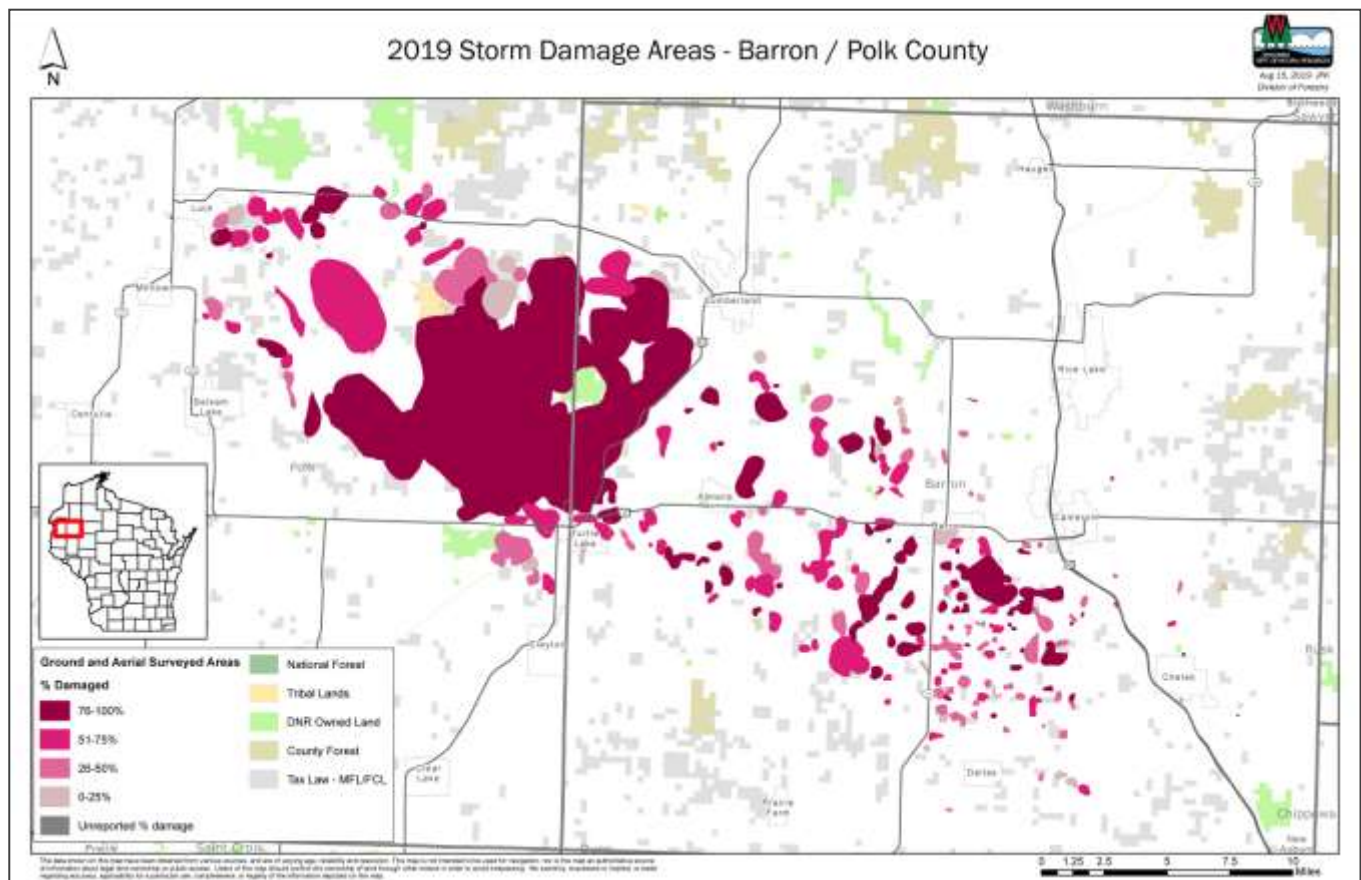 2019 Storm Damage Areas - Barron / Polk County
N
Aug 15, 2019 JPK
Division of Forestry
Washburn
Haugen
Luck
Milltown
Cumberland
Rice Lake
Centuria
Balsam
Lake
Polk
Almena
Barron
Cameron
Turtle
Lake
Clayton
Chetek
Rusk
Clear
Lake
Dallas
Prairie
Farm
Chippewa
New
Auburn
Saint Croix
Ground and Aerial Surveyed Areas
% Damaged
76-100%
51-75%
26-50%
0-25%
Unreported % damage
National Forest
Tribal Lands
DNR Owned Land
County Forest
Tax Law - MFL/FCL
0 1.25 2.5 5 7.5 10
Miles